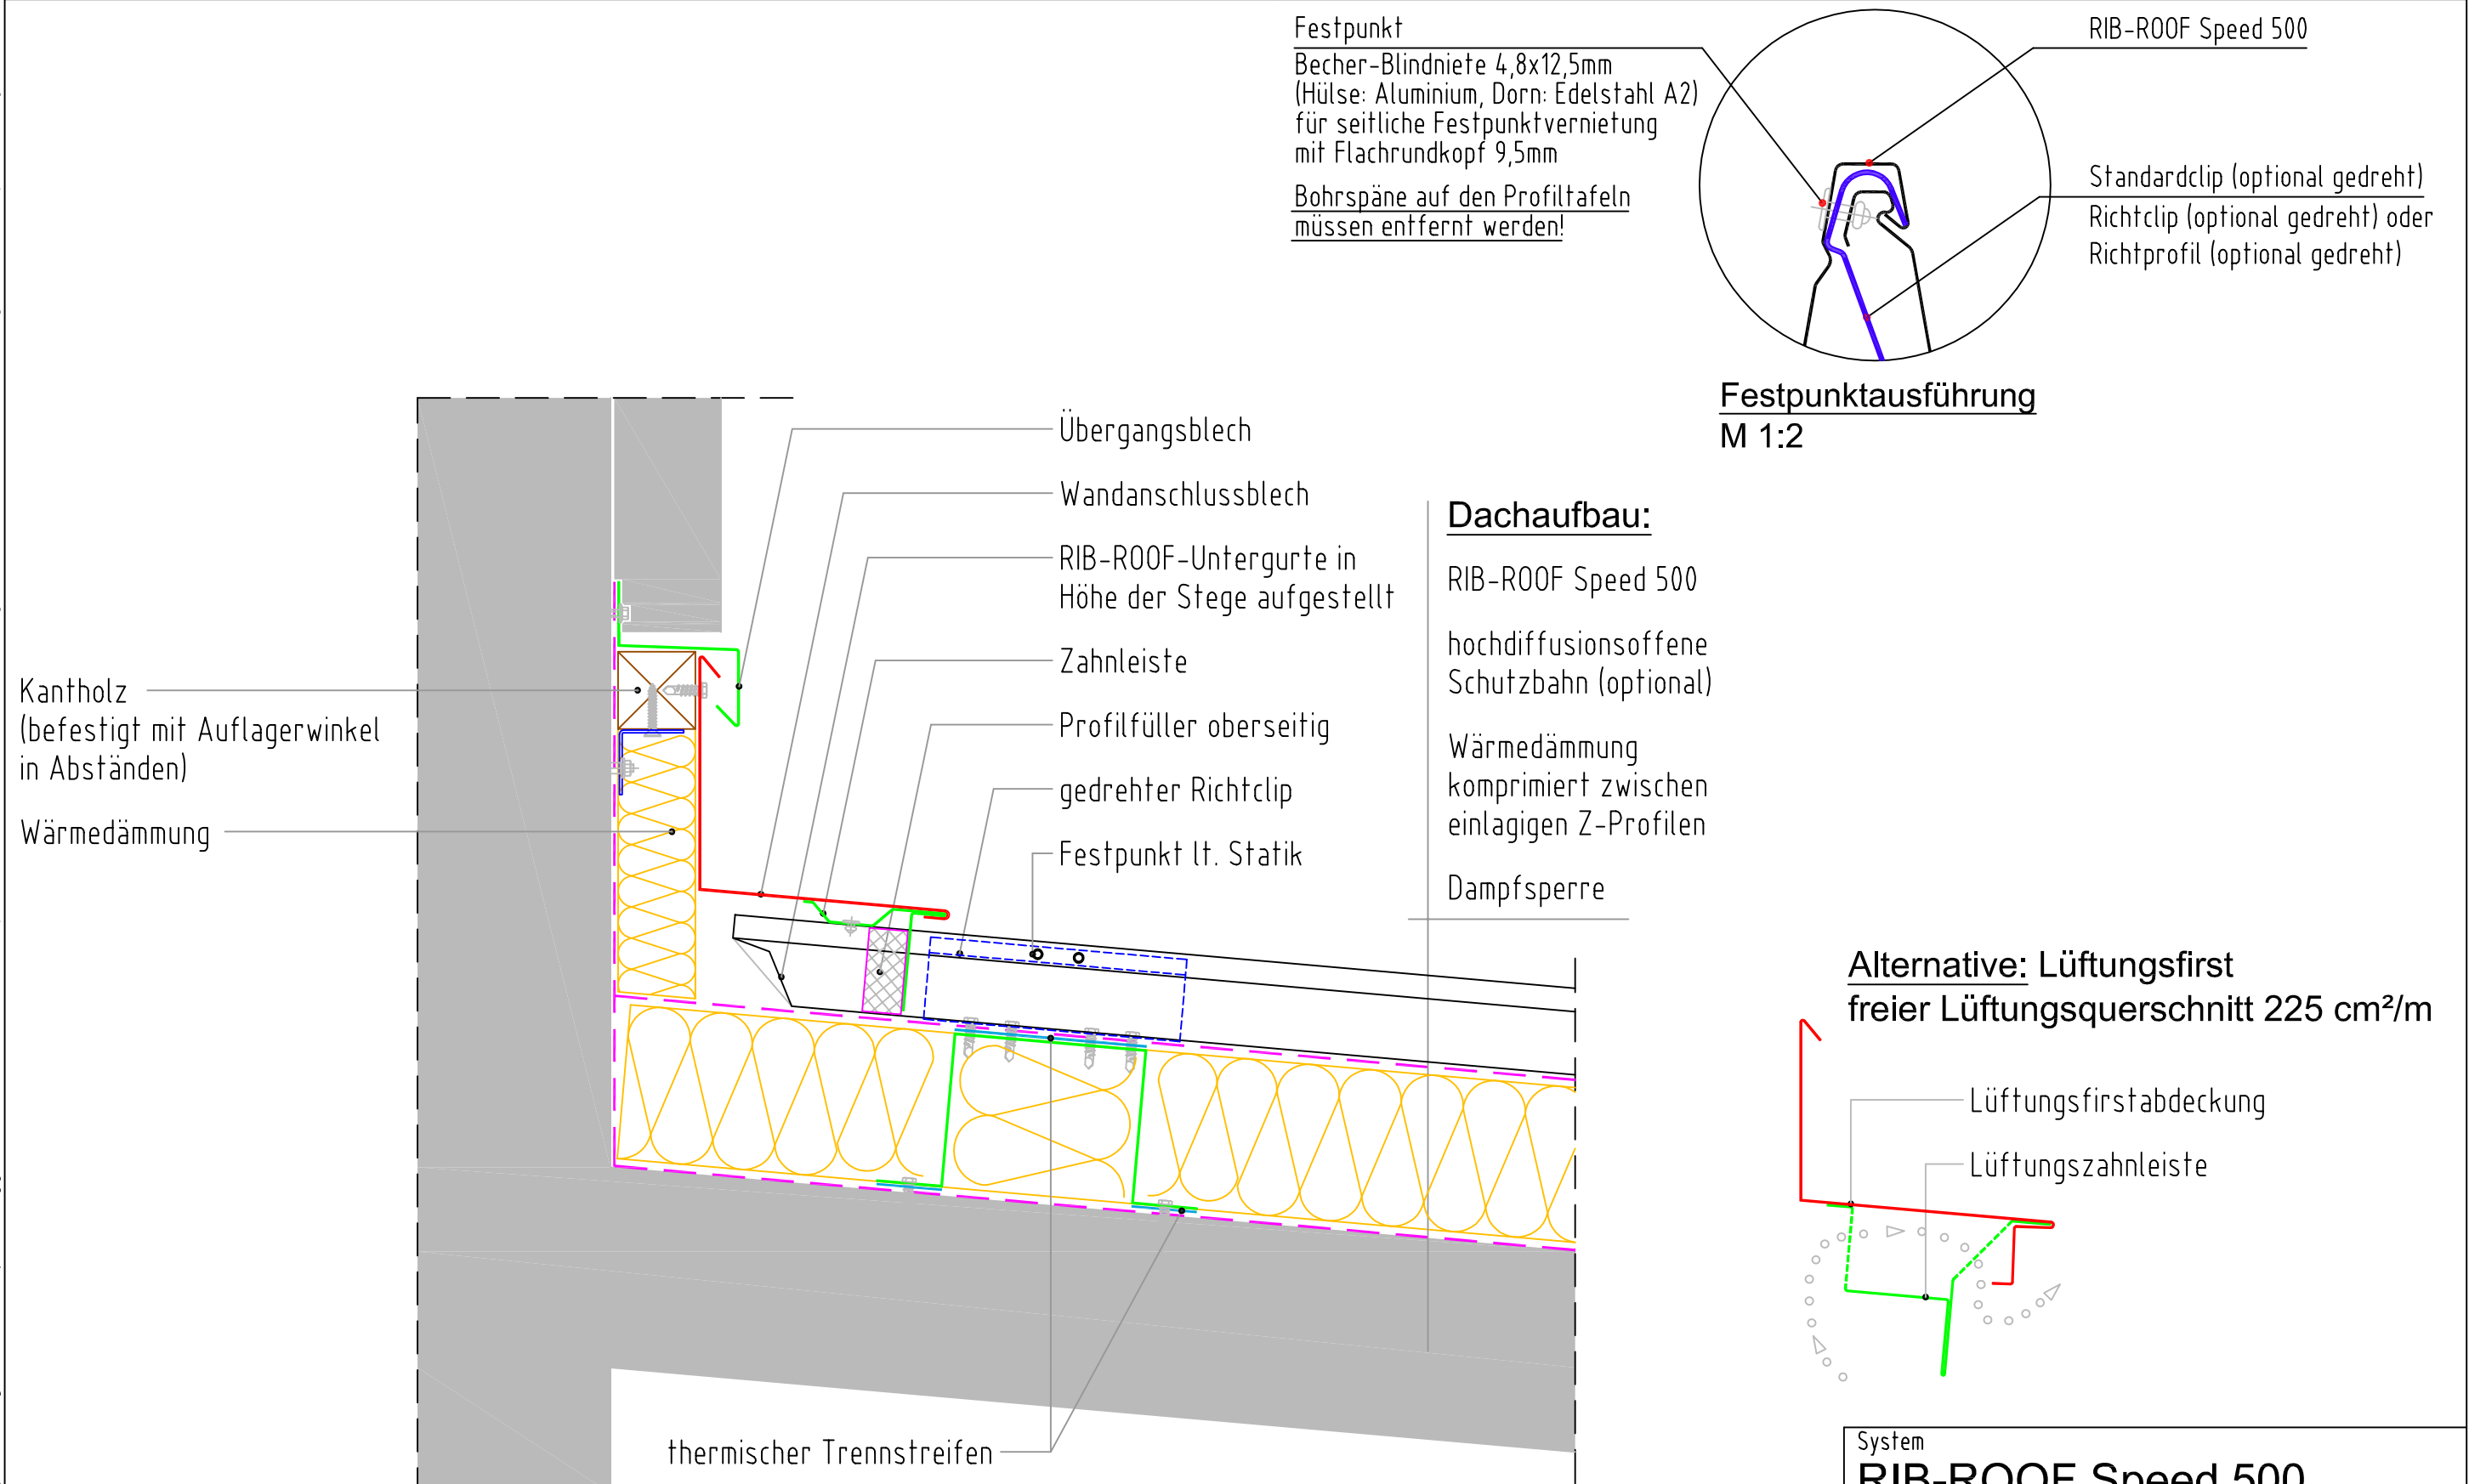 Festpunkt
Becher-Blindniete 4,8x12,5mm
(Hülse: Aluminium, Dorn: Edelstahl A2)
für seitliche Festpunktvernietung
mit Flachrundkopf 9,5mm
Bohrspäne auf den Profiltafeln
müssen entfernt werden!
RIB-ROOF Speed 500
Standardclip (optional gedreht)
Richtclip (optional gedreht) oder
Richtprofil (optional gedreht)
Festpunktausführung
M 1:2
Übergangsblech
Wandanschlussblech
RIB-ROOF-Untergurte in
Höhe der Stege aufgestellt
Zahnleiste
Profilfüller oberseitig
gedrehter Richtclip
Festpunkt lt. Statik
Dachaufbau:
RIB-ROOF Speed 500
hochdiffusionsoffene
Schutzbahn (optional)
Wärmedämmung
komprimiert zwischen
einlagigen Z-Profilen
Dampfsperre
Kantholz
(befestigt mit Auflagerwinkel
in Abständen)
Wärmedämmung
Alternative: Lüftungsfirst
freier Lüftungsquerschnitt 225 cm²/m
Lüftungsfirstabdeckung
Lüftungszahnleiste
thermischer Trennstreifen
System
RIB-ROOF Speed 500